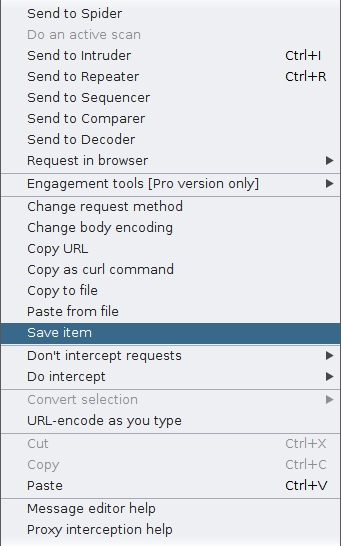 Send to Spider
Do an active scan
Send to Intruder Ctrl+I
Send to Repeater Ctrl+R
Send to Sequencer
Send to Comparer
Send to Decoder
Request in browser
Engagement tools [Pro version only]
Change request method
Change body encoding
Copy URL
Copy as curl command
Copy to file
Paste from file
Save item
Don't intercept requests
Do intercept
Convert selection
URL-encode as you type
Cut Ctrl+X
Copy Ctrl+C
Paste Ctrl+V
Message editor help
Proxy interception help